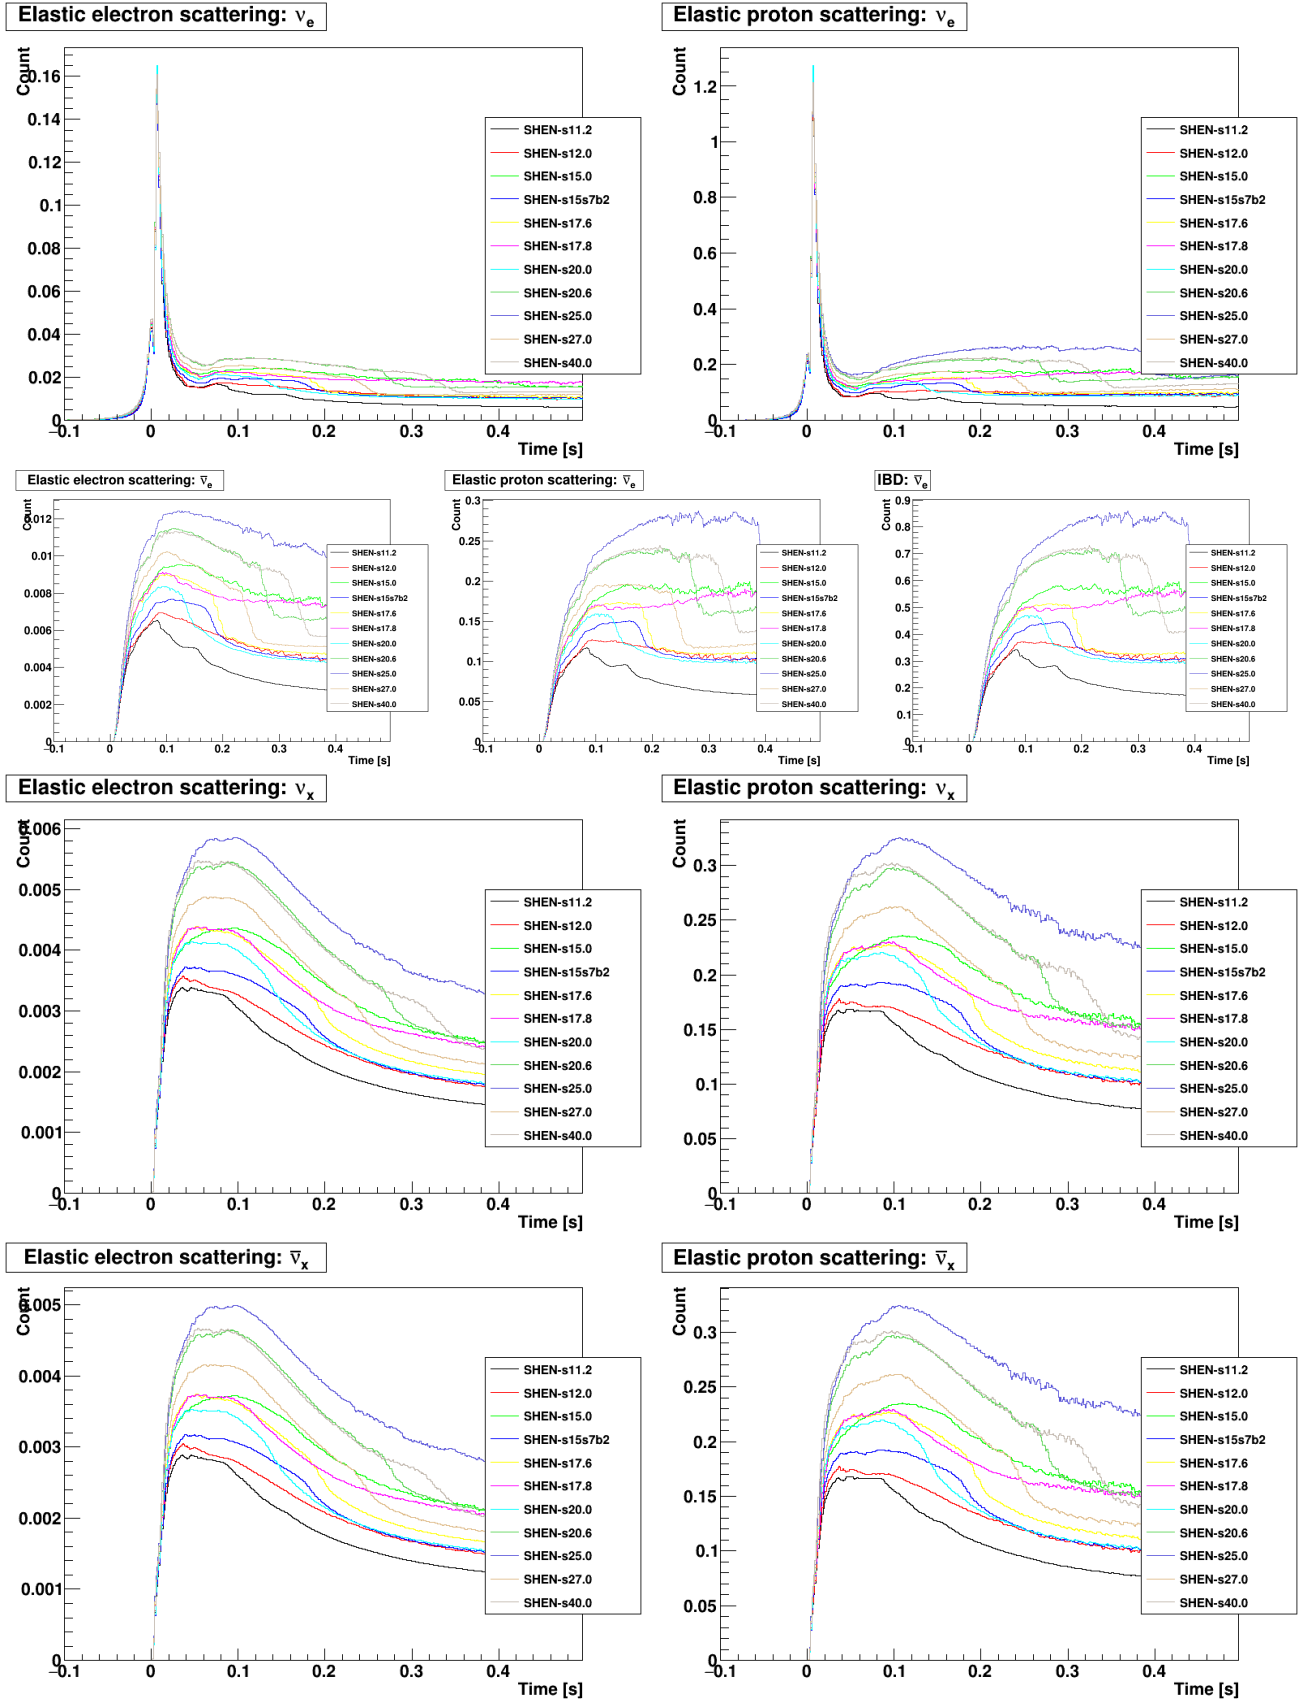 Elastic electron scattering: νe
Count
0.16
0.14
0.12
0.1
0.08
0.06
0.04
0.02
0
−0.1 0 0.1 0.2 0.3 0.4
Time [s]
SHEN-s11.2
SHEN-s12.0
SHEN-s15.0
SHEN-s15s7b2
SHEN-s17.6
SHEN-s17.8
SHEN-s20.0
SHEN-s20.6
SHEN-s25.0
SHEN-s27.0
SHEN-s40.0
Elastic proton scattering: νe
Count
1.2
1
0.8
0.6
0.4
0.2
0
−0.1 0 0.1 0.2 0.3 0.4
Time [s]
SHEN-s11.2
SHEN-s12.0
SHEN-s15.0
SHEN-s15s7b2
SHEN-s17.6
SHEN-s17.8
SHEN-s20.0
SHEN-s20.6
SHEN-s25.0
SHEN-s27.0
SHEN-s40.0
Elastic electron scattering: ν̅e
Count
0.012
0.01
0.008
0.006
0.004
0.002
0
−0.1 0 0.1 0.2 0.3 0.4
Time [s]
SHEN-s11.2
SHEN-s12.0
SHEN-s15.0
SHEN-s15s7b2
SHEN-s17.6
SHEN-s17.8
SHEN-s20.0
SHEN-s20.6
SHEN-s25.0
SHEN-s27.0
SHEN-s40.0
Elastic proton scattering: ν̅e
Count
0.3
0.25
0.2
0.15
0.1
0.05
0
−0.1 0 0.1 0.2 0.3 0.4
Time [s]
SHEN-s11.2
SHEN-s12.0
SHEN-s15.0
SHEN-s15s7b2
SHEN-s17.6
SHEN-s17.8
SHEN-s20.0
SHEN-s20.6
SHEN-s25.0
SHEN-s27.0
SHEN-s40.0
IBD: ν̅e
Count
0.9
0.8
0.7
0.6
0.5
0.4
0.3
0.2
0.1
0
−0.1 0 0.1 0.2 0.3 0.4
Time [s]
SHEN-s11.2
SHEN-s12.0
SHEN-s15.0
SHEN-s15s7b2
SHEN-s17.6
SHEN-s17.8
SHEN-s20.0
SHEN-s20.6
SHEN-s25.0
SHEN-s27.0
SHEN-s40.0
Elastic electron scattering: νx
Count
0.006
0.005
0.004
0.003
0.002
0.001
0
−0.1 0 0.1 0.2 0.3 0.4
Time [s]
SHEN-s11.2
SHEN-s12.0
SHEN-s15.0
SHEN-s15s7b2
SHEN-s17.6
SHEN-s17.8
SHEN-s20.0
SHEN-s20.6
SHEN-s25.0
SHEN-s27.0
SHEN-s40.0
Elastic proton scattering: νx
Count
0.3
0.25
0.2
0.15
0.1
0.05
0
−0.1 0 0.1 0.2 0.3 0.4
Time [s]
SHEN-s11.2
SHEN-s12.0
SHEN-s15.0
SHEN-s15s7b2
SHEN-s17.6
SHEN-s17.8
SHEN-s20.0
SHEN-s20.6
SHEN-s25.0
SHEN-s27.0
SHEN-s40.0
Elastic electron scattering: ν̅x
Count
0.005
0.004
0.003
0.002
0.001
0
−0.1 0 0.1 0.2 0.3 0.4
Time [s]
SHEN-s11.2
SHEN-s12.0
SHEN-s15.0
SHEN-s15s7b2
SHEN-s17.6
SHEN-s17.8
SHEN-s20.0
SHEN-s20.6
SHEN-s25.0
SHEN-s27.0
SHEN-s40.0
Elastic proton scattering: ν̅x
Count
0.3
0.25
0.2
0.15
0.1
0.05
0
−0.1 0 0.1 0.2 0.3 0.4
Time [s]
SHEN-s11.2
SHEN-s12.0
SHEN-s15.0
SHEN-s15s7b2
SHEN-s17.6
SHEN-s17.8
SHEN-s20.0
SHEN-s20.6
SHEN-s25.0
SHEN-s27.0
SHEN-s40.0